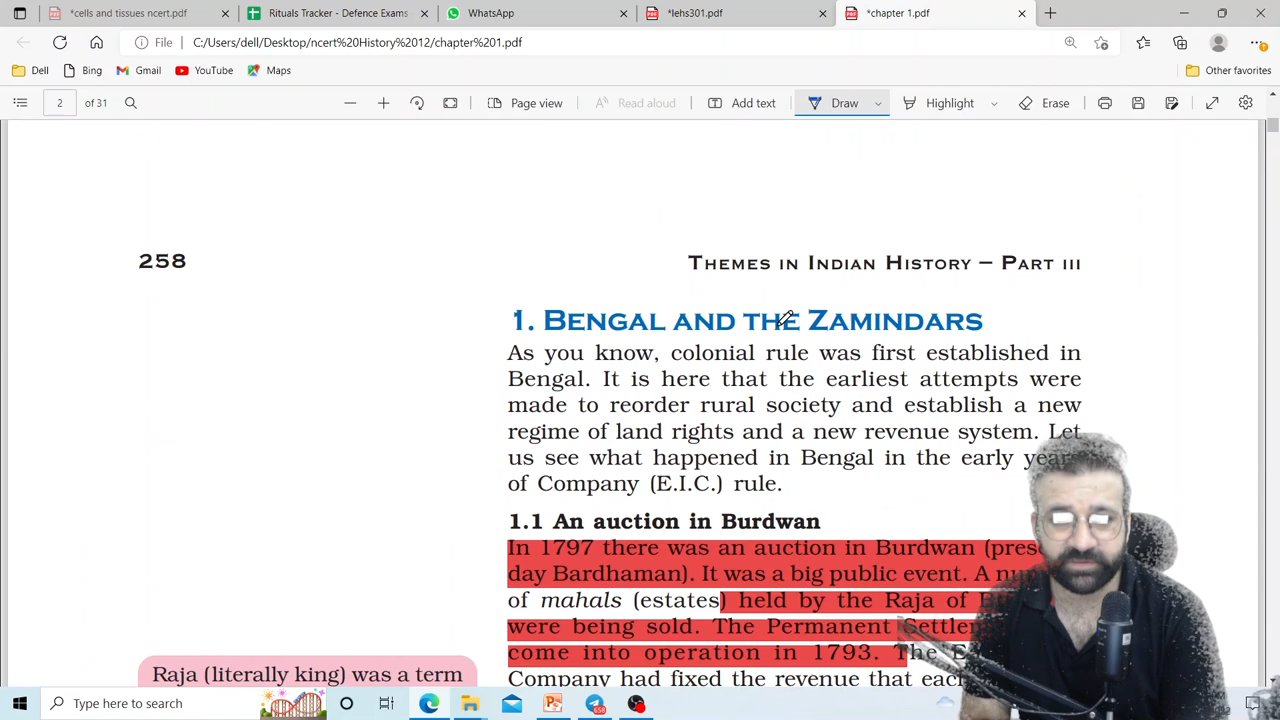 *cells and tissues ncert.pdf
Rituals Tracker - Defence Exams
WhatsApp
*lehs301.pdf
*chapter 1.pdf
File
C:/Users/dell/Desktop/ncert%20History%2012/chapter%201.pdf
Dell
Bing
Gmail
YouTube
Maps
Other favorites
2
of 31
Page view
Read aloud
Add text
Draw
Highlight
Erase
258
THEMES IN INDIAN HISTORY – PART III
1. BENGAL AND THE ZAMINDARS
As you know, colonial rule was first established in
Bengal. It is here that the earliest attempts were
made to reorder rural society and establish a new
regime of land rights and a new revenue system. Let
us see what happened in Bengal in the early
of Company (E.I.C.) rule.
1.1 An auction in Burdwan
In 1797 there was an auction in Burdwan
day Bardhaman). It was a big public event. A
of mahals (estates) held by the Raja of
were being sold. The Permanent
come into operation in 1793. The
Raja (literally king) was a term
Company had fixed the revenue that
Type here to search